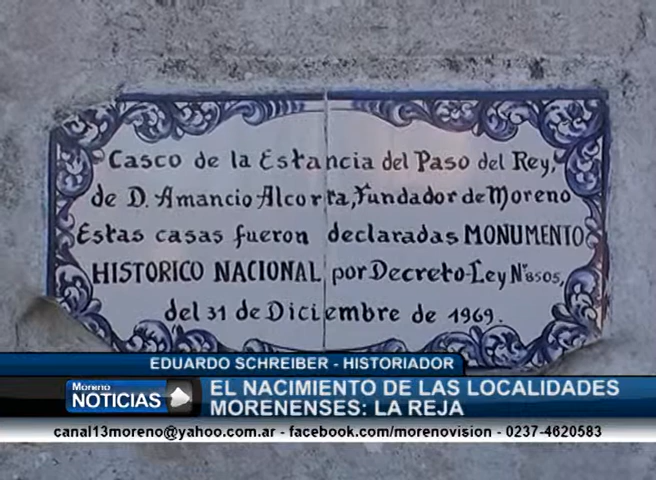 Casco de la Estancia del Paso del Rey,
de D. Amancio Alcorta, Fundador de Moreno
Estas casas fueron declaradas MONUMENTO
HISTORICO NACIONAL por Decreto-Ley Nº 8505,
del 31 de Diciembre de 1969.
EDUARDO SCHREIBER - HISTORIADOR
Moreno
NOTICIAS
EL NACIMIENTO DE LAS LOCALIDADES
MORENENSES: LA REJA
canal13moreno@yahoo.com.ar - facebook.com/morenovision - 0237-4620583